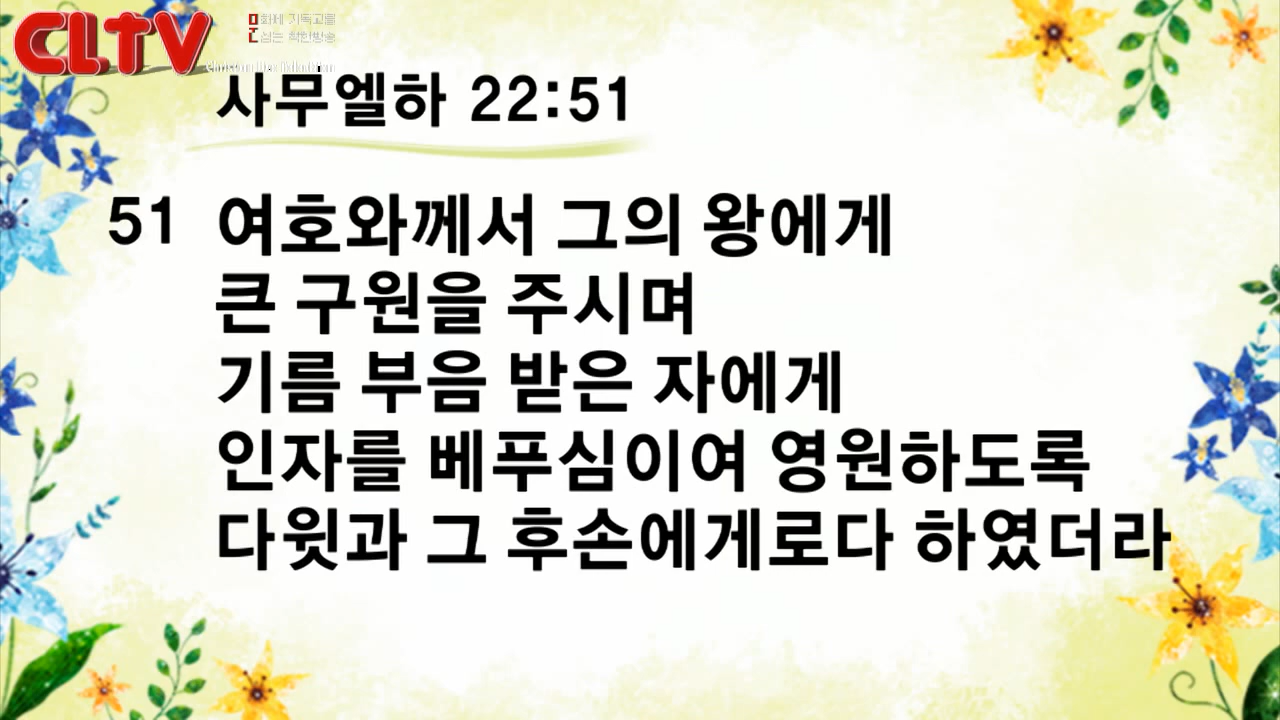 CLTV
사무엘하 22:51
51 여호와께서 그의 왕에게
큰 구원을 주시며
기름 부음 받은 자에게
인자를 베푸심이여 영원하도록
다윗과 그 후손에게로다 하였더라